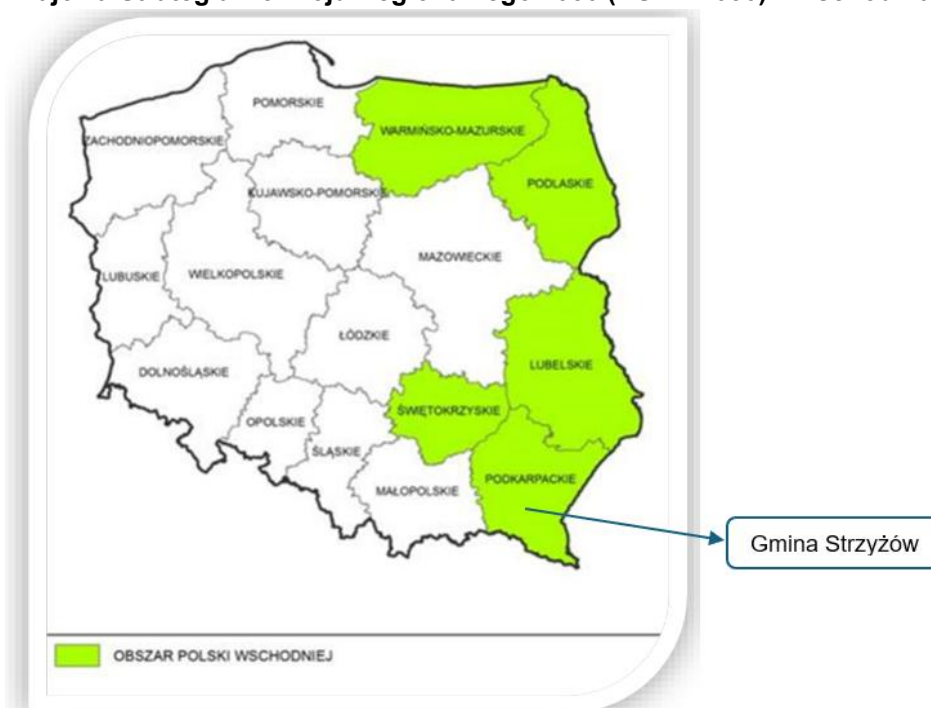 POMORSKIE
WARMIŃSKO-MAZURSKIE
ZACHODNIOPOMORSKIE
PODLASKIE
KUJAWSKO-POMORSKIE
MAZOWIECKIE
LUBUSKIE
WIELKOPOLSKIE
ŁÓDZKIE
LUBELSKIE
DOLNOŚLĄSKIE
ŚWIĘTOKRZYSKIE
OPOLSKIE
ŚLĄSKIE
PODKARPACKIE
MAŁOPOLSKIE
Gmina Strzyżów
OBSZAR POLSKI WSCHODNIEJ